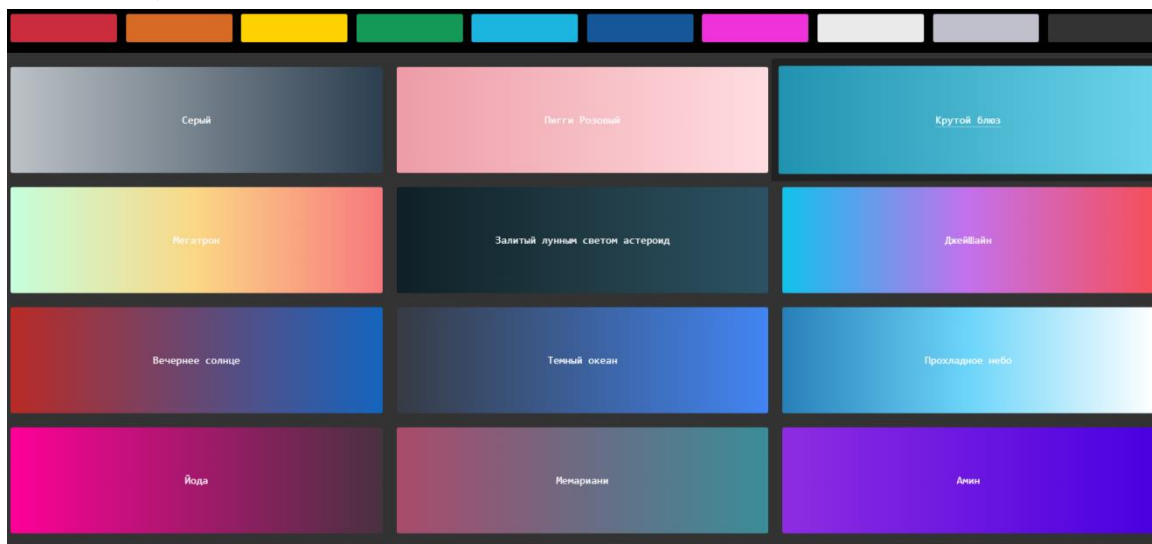 Серый
Пигги Розовый
Крутой блюз
Мегатрон
Залитый лунным светом астероид
ДжейШайн
Вечернее солнце
Темный океан
Прохладное небо
Йода
Мемариани
Амин